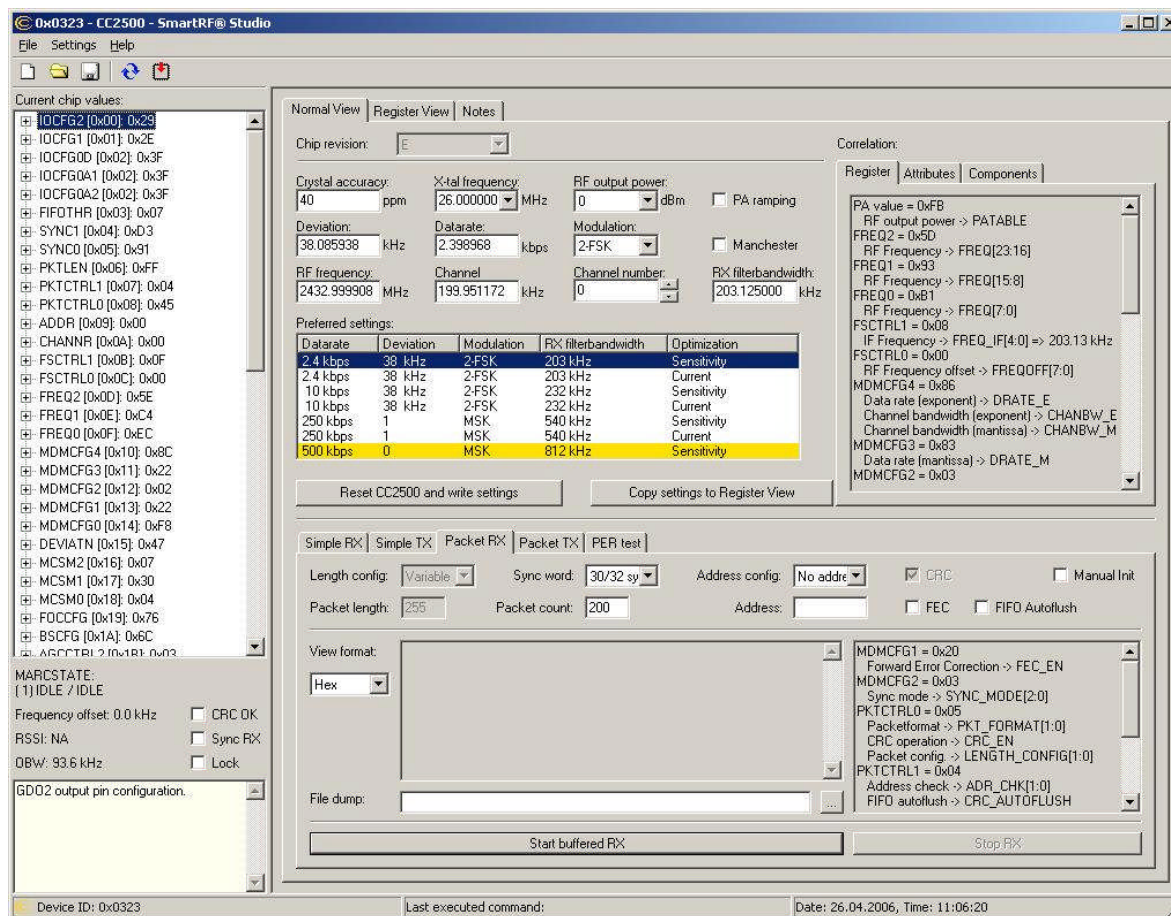 0x0323 - CC2500 - SmartRF® Studio
File Settings Help
Current chip values:
IOCFG2 [0x00]: 0x29
IOCFG1 [0x01]: 0x2E
IOCFG0D [0x02]: 0x3F
IOCFG0A1 [0x02]: 0x3F
IOCFG0A2 [0x02]: 0x3F
FIFOTHR [0x03]: 0x07
SYNC1 [0x04]: 0xD3
SYNC0 [0x05]: 0x91
PKTLEN [0x06]: 0xFF
PKTCTRL1 [0x07]: 0x04
PKTCTRL0 [0x08]: 0x45
ADDR [0x09]: 0x00
CHANNR [0x0A]: 0x00
FSCTRL1 [0x0B]: 0x0F
FSCTRL0 [0x0C]: 0x00
FREQ2 [0x0D]: 0x5E
FREQ1 [0x0E]: 0xC4
FREQ0 [0x0F]: 0xEC
MDMCFG4 [0x10]: 0x8C
MDMCFG3 [0x11]: 0x22
MDMCFG2 [0x12]: 0x02
MDMCFG1 [0x13]: 0x22
MDMCFG0 [0x14]: 0xF8
DEVIATN [0x15]: 0x47
MCSM2 [0x16]: 0x07
MCSM1 [0x17]: 0x30
MCSM0 [0x18]: 0x04
FOCCFG [0x19]: 0x76
BSCFG [0x1A]: 0x6C
AGCCTRL2 [0x1B]: 0x03
MARCSTATE:
(1) IDLE / IDLE
Frequency offset: 0.0 kHz CRC OK
RSSI: NA Sync RX
OBW: 93.6 kHz Lock
GDO2 output pin configuration.
Normal View Register View Notes
Chip revision: E
Crystal accuracy: X-tal frequency: RF output power:
40 ppm 26.000000 MHz 0 dBm PA ramping
Deviation: Datarate: Modulation:
38.085938 kHz 2.398968 kbps 2-FSK Manchester
RF frequency: Channel Channel number: RX filterbandwidth:
2432.999908 MHz 199.951172 kHz 0 203.125000 kHz
Preferred settings:
Datarate Deviation Modulation RX filterbandwidth Optimization
2.4 kbps 38 kHz 2-FSK 203 kHz Sensitivity
2.4 kbps 38 kHz 2-FSK 203 kHz Current
10 kbps 38 kHz 2-FSK 232 kHz Sensitivity
10 kbps 38 kHz 2-FSK 232 kHz Current
250 kbps 1 MSK 540 kHz Sensitivity
250 kbps 1 MSK 540 kHz Current
500 kbps 0 MSK 812 kHz Sensitivity
Reset CC2500 and write settings Copy settings to Register View
Correlation:
Register Attributes Components
PA value = 0xFB
RF output power -> PATABLE
FREQ2 = 0x5D
RF Frequency -> FREQ[23:16]
FREQ1 = 0x93
RF Frequency -> FREQ[15:8]
FREQ0 = 0xB1
RF Frequency -> FREQ[7:0]
FSCTRL1 = 0x08
IF Frequency -> FREQ_IF[4:0] => 203.13 kHz
FSCTRL0 = 0x00
RF Frequency offset -> FREQOFF[7:0]
MDMCFG4 = 0x86
Data rate (exponent) -> DRATE_E
Channel bandwidth (exponent) -> CHANBW_E
Channel bandwidth (mantissa) -> CHANBW_M
MDMCFG3 = 0x83
Data rate (mantissa) -> DRATE_M
MDMCFG2 = 0x03
Simple RX Simple TX Packet RX Packet TX PER test
Length config: Variable Sync word: 30/32 sy Address config: No addre CRC Manual Init
Packet length: 255 Packet count: 200 Address: FEC FIFO Autoflush
View format:
Hex
File dump: ...
MDMCFG1 = 0x20
Forward Error Correction -> FEC_EN
MDMCFG2 = 0x03
Sync mode -> SYNC_MODE[2:0]
PKTCTRL0 = 0x05
Packetformat -> PKT_FORMAT[1:0]
CRC operation -> CRC_EN
Packet config. -> LENGTH_CONFIG[1:0]
PKTCTRL1 = 0x04
Address check -> ADR_CHK[1:0]
FIFO autoflush -> CRC_AUTOFLUSH
Start buffered RX Stop RX
Device ID: 0x0323 Last executed command: Date: 26.04.2006, Time: 11:06:20